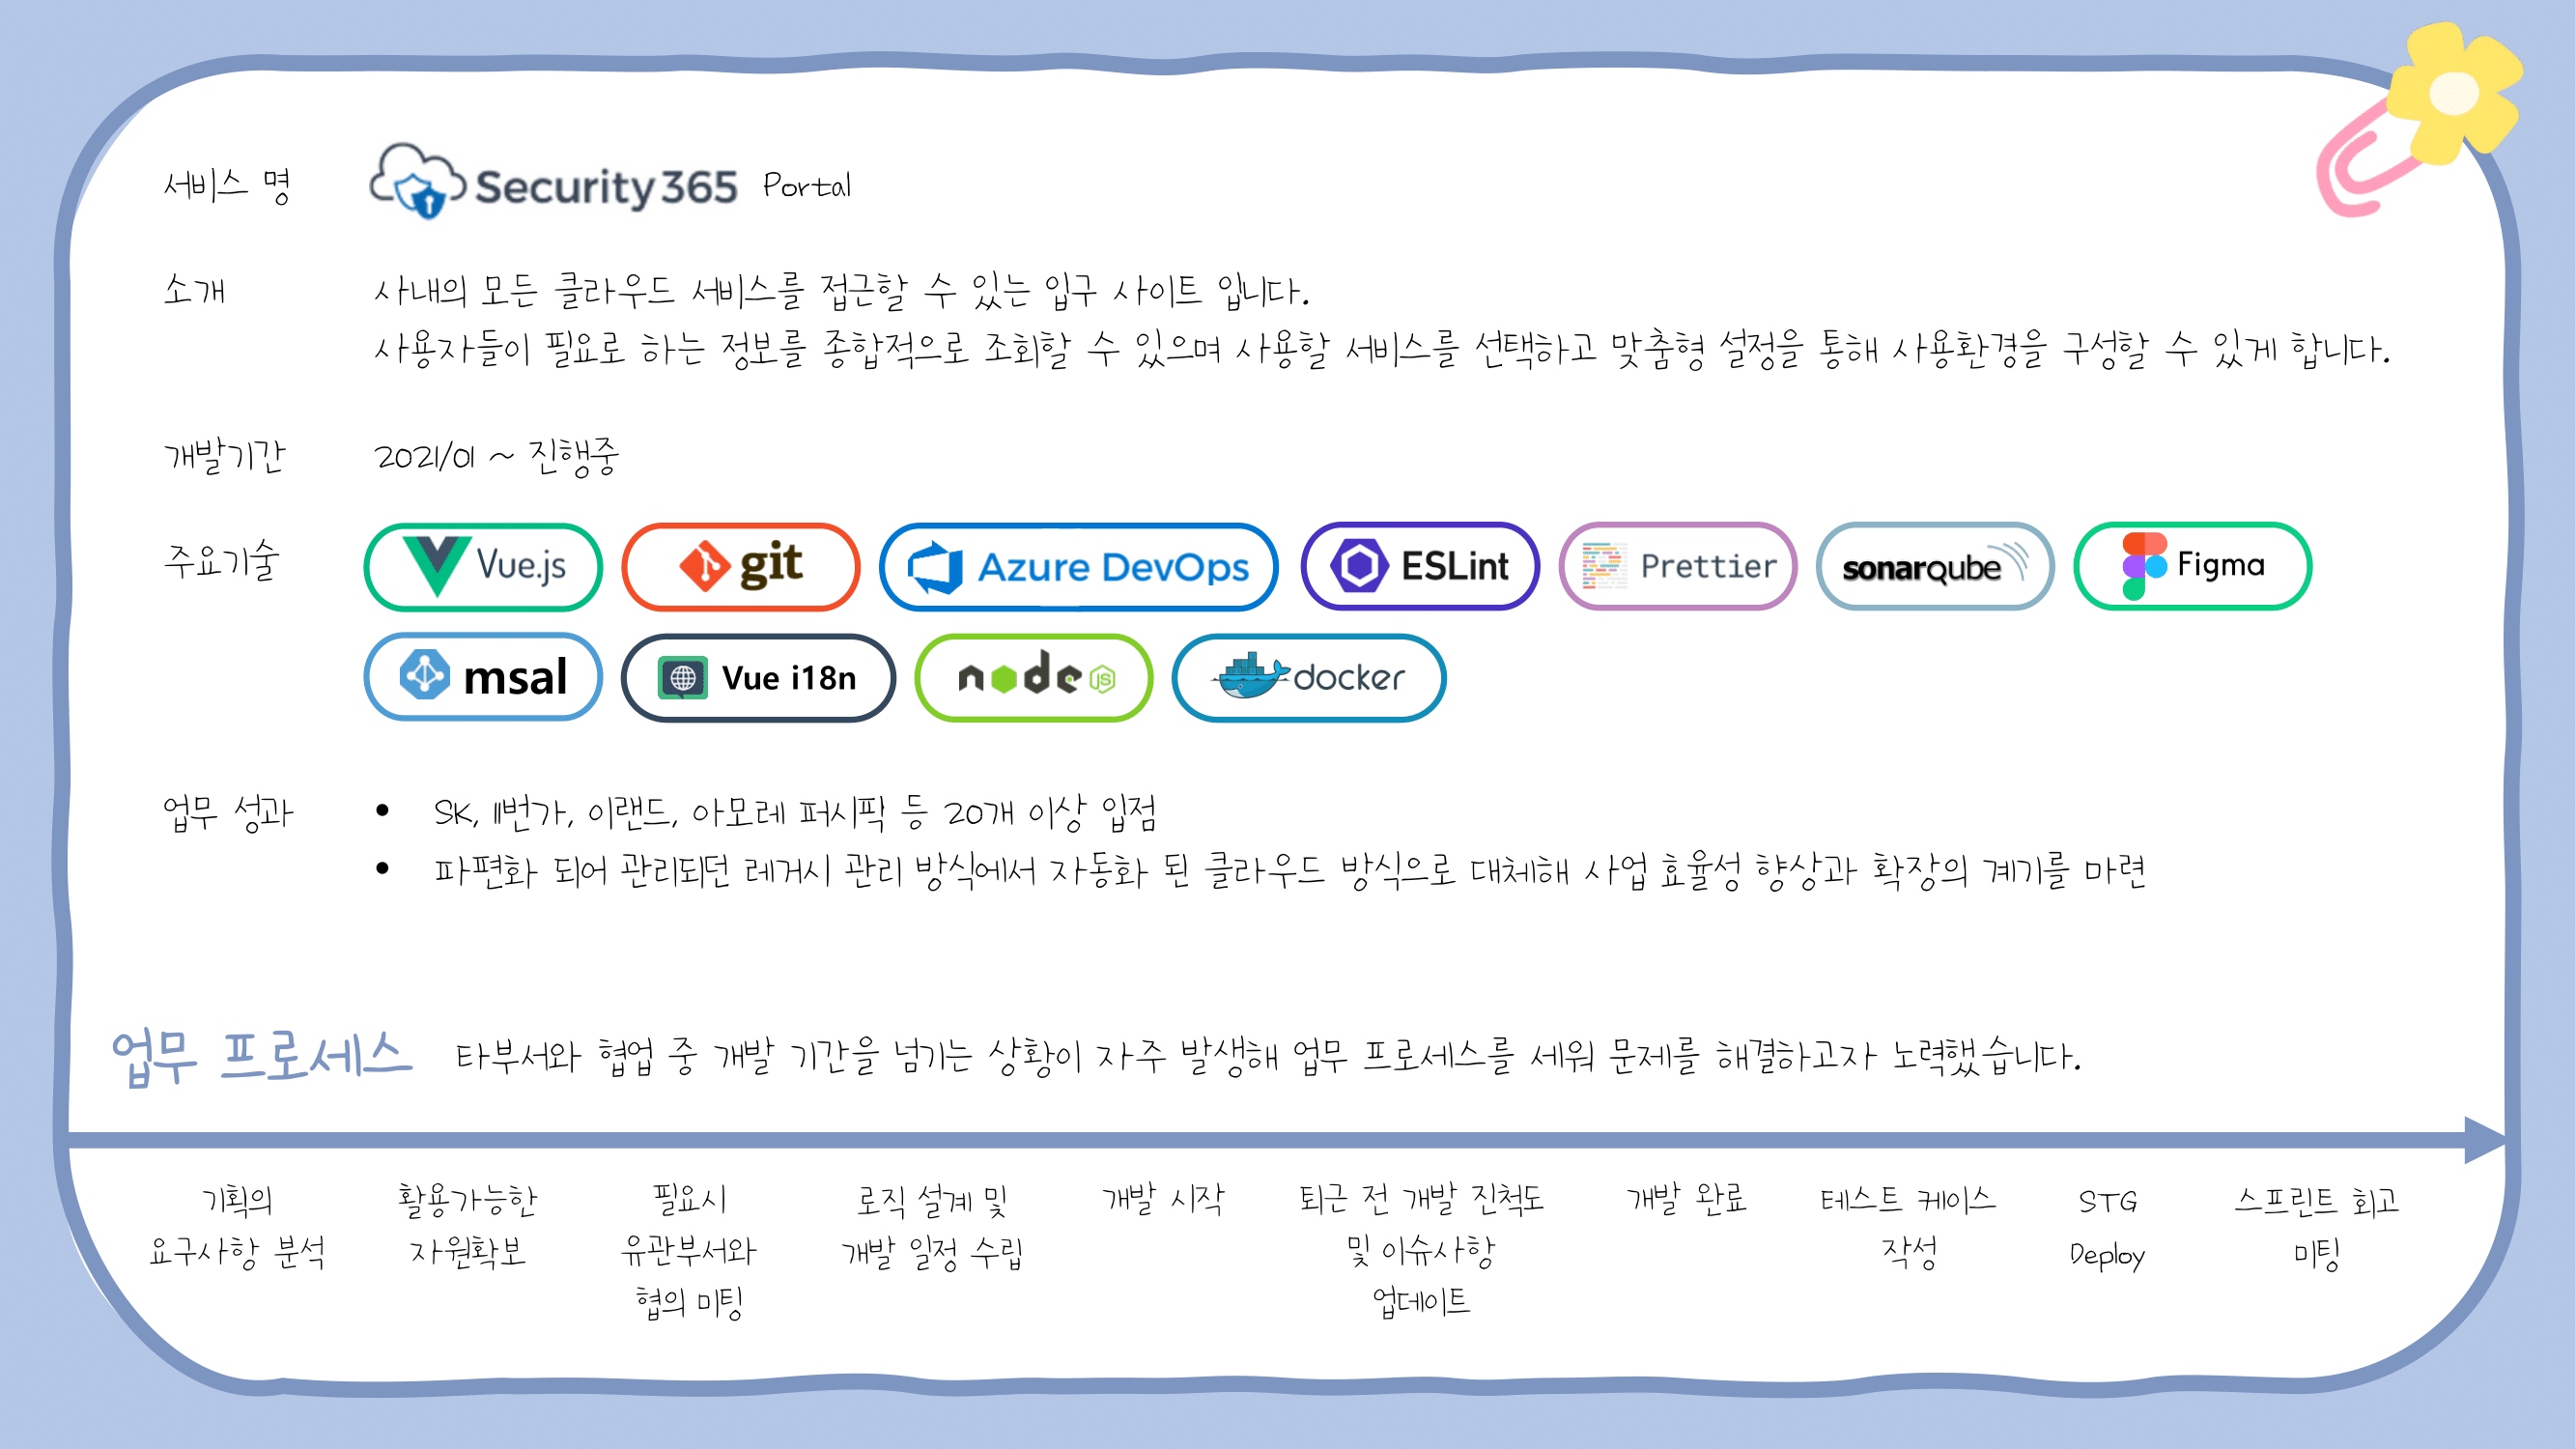 서비스 명 Security365 Portal
소개 사내의 모든 클라우드 서비스를 접근할 수 있는 입구 사이트 입니다.
사용자들이 필요로 하는 정보를 종합적으로 조회할 수 있으며 사용할 서비스를 선택하고 맞춤형 설정을 통해 사용환경을 구성할 수 있게 합니다.
개발기간 2021/01 ~ 진행중
주요기술 Vue.js git Azure DevOps ESLint Prettier sonarqube Figma
msal Vue i18n node js docker
업무 성과 • SK, 11번가, 이랜드, 아모레 퍼시픽 등 20개 이상 입점
• 파편화 되어 관리되던 레거시 관리 방식에서 자동화 된 클라우드 방식으로 대체해 사업 효율성 향상과 확장의 계기를 마련
업무 프로세스 타부서와 협업 중 개발 기간을 넘기는 상황이 자주 발생해 업무 프로세스를 세워 문제를 해결하고자 노력했습니다.
기획의
요구사항 분석
활용가능한
자원확보
필요시
유관부서와
협의 미팅
로직 설계 및
개발 일정 수립
개발 시작
퇴근 전 개발 진척도
및 이슈사항
업데이트
개발 완료
테스트 케이스
작성
STG
Deploy
스프린트 회고
미팅